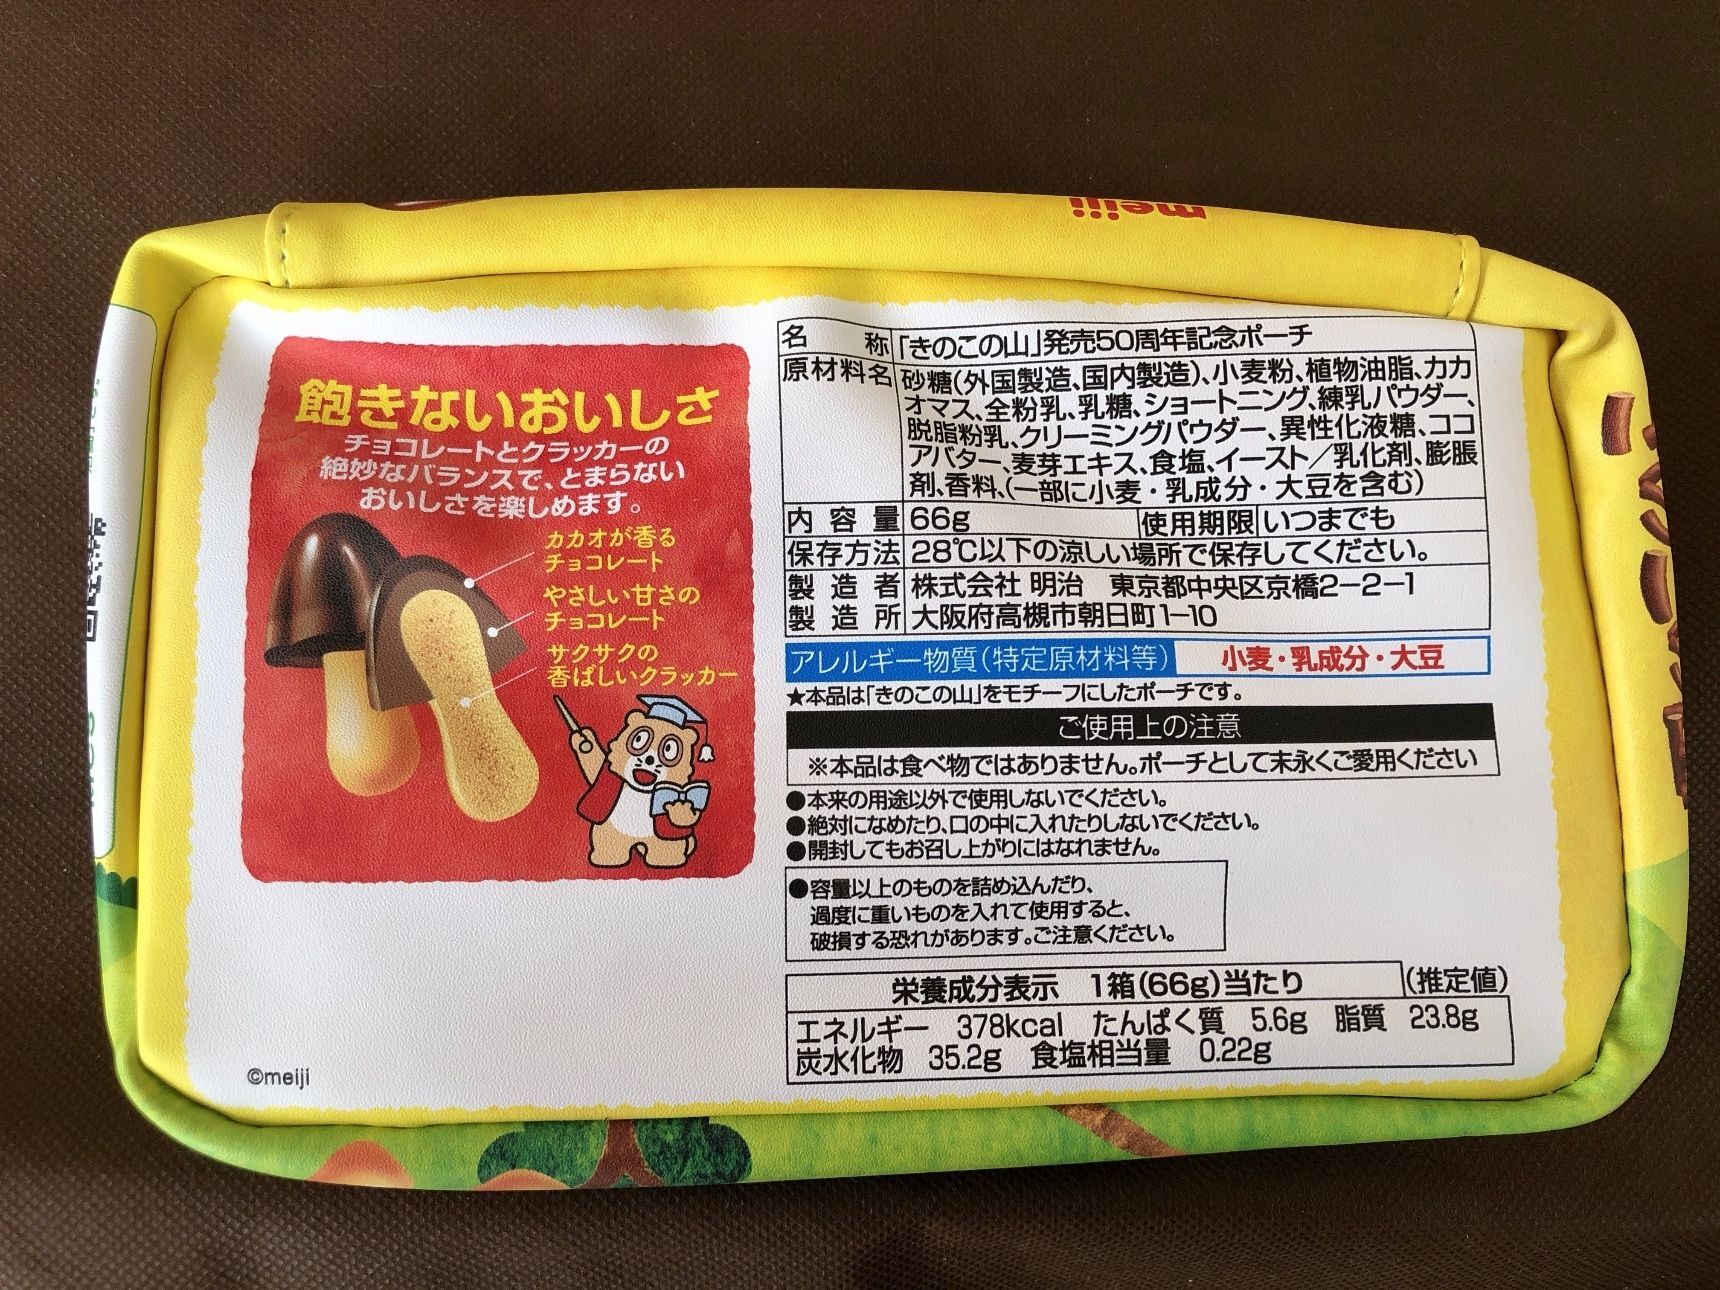 meiji
飽きないおいしさ
チョコレートとクラッカーの
絶妙なバランスで、とまらない
おいしさを楽しめます。
カカオが香る
チョコレート
やさしい甘さの
チョコレート
サクサクの
香ばしいクラッカー
©meiji
名称 「きのこの山」発売50周年記念ポーチ
原材料名 砂糖(外国製造、国内製造)、小麦粉、植物油脂、カカ
オマス、全粉乳、乳糖、ショートニング、練乳パウダー、
脱脂粉乳、クリーミングパウダー、異性化液糖、ココ
アバター、麦芽エキス、食塩、イースト/乳化剤、膨脹
剤、香料、(一部に小麦・乳成分・大豆を含む)
内容量 66g 使用期限 いつまでも
保存方法 28℃以下の涼しい場所で保存してください。
製造者 株式会社 明治 東京都中央区京橋2-2-1
製造所 大阪府高槻市朝日町1-10
アレルギー物質(特定原材料等) 小麦・乳成分・大豆
★本品は「きのこの山」をモチーフにしたポーチです。
ご使用上の注意
※本品は食べ物ではありません。ポーチとして末永くご愛用ください
●本来の用途以外で使用しないでください。
●絶対になめたり、口の中に入れたりしないでください。
●開封してもお召し上がりにはなれません。
●容量以上のものを詰め込んだり、
過度に重いものを入れて使用すると、
破損する恐れがあります。ご注意ください。
栄養成分表示 1箱(66g)当たり (推定値)
エネルギー 378kcal たんぱく質 5.6g 脂質 23.8g
炭水化物 35.2g 食塩相当量 0.22g